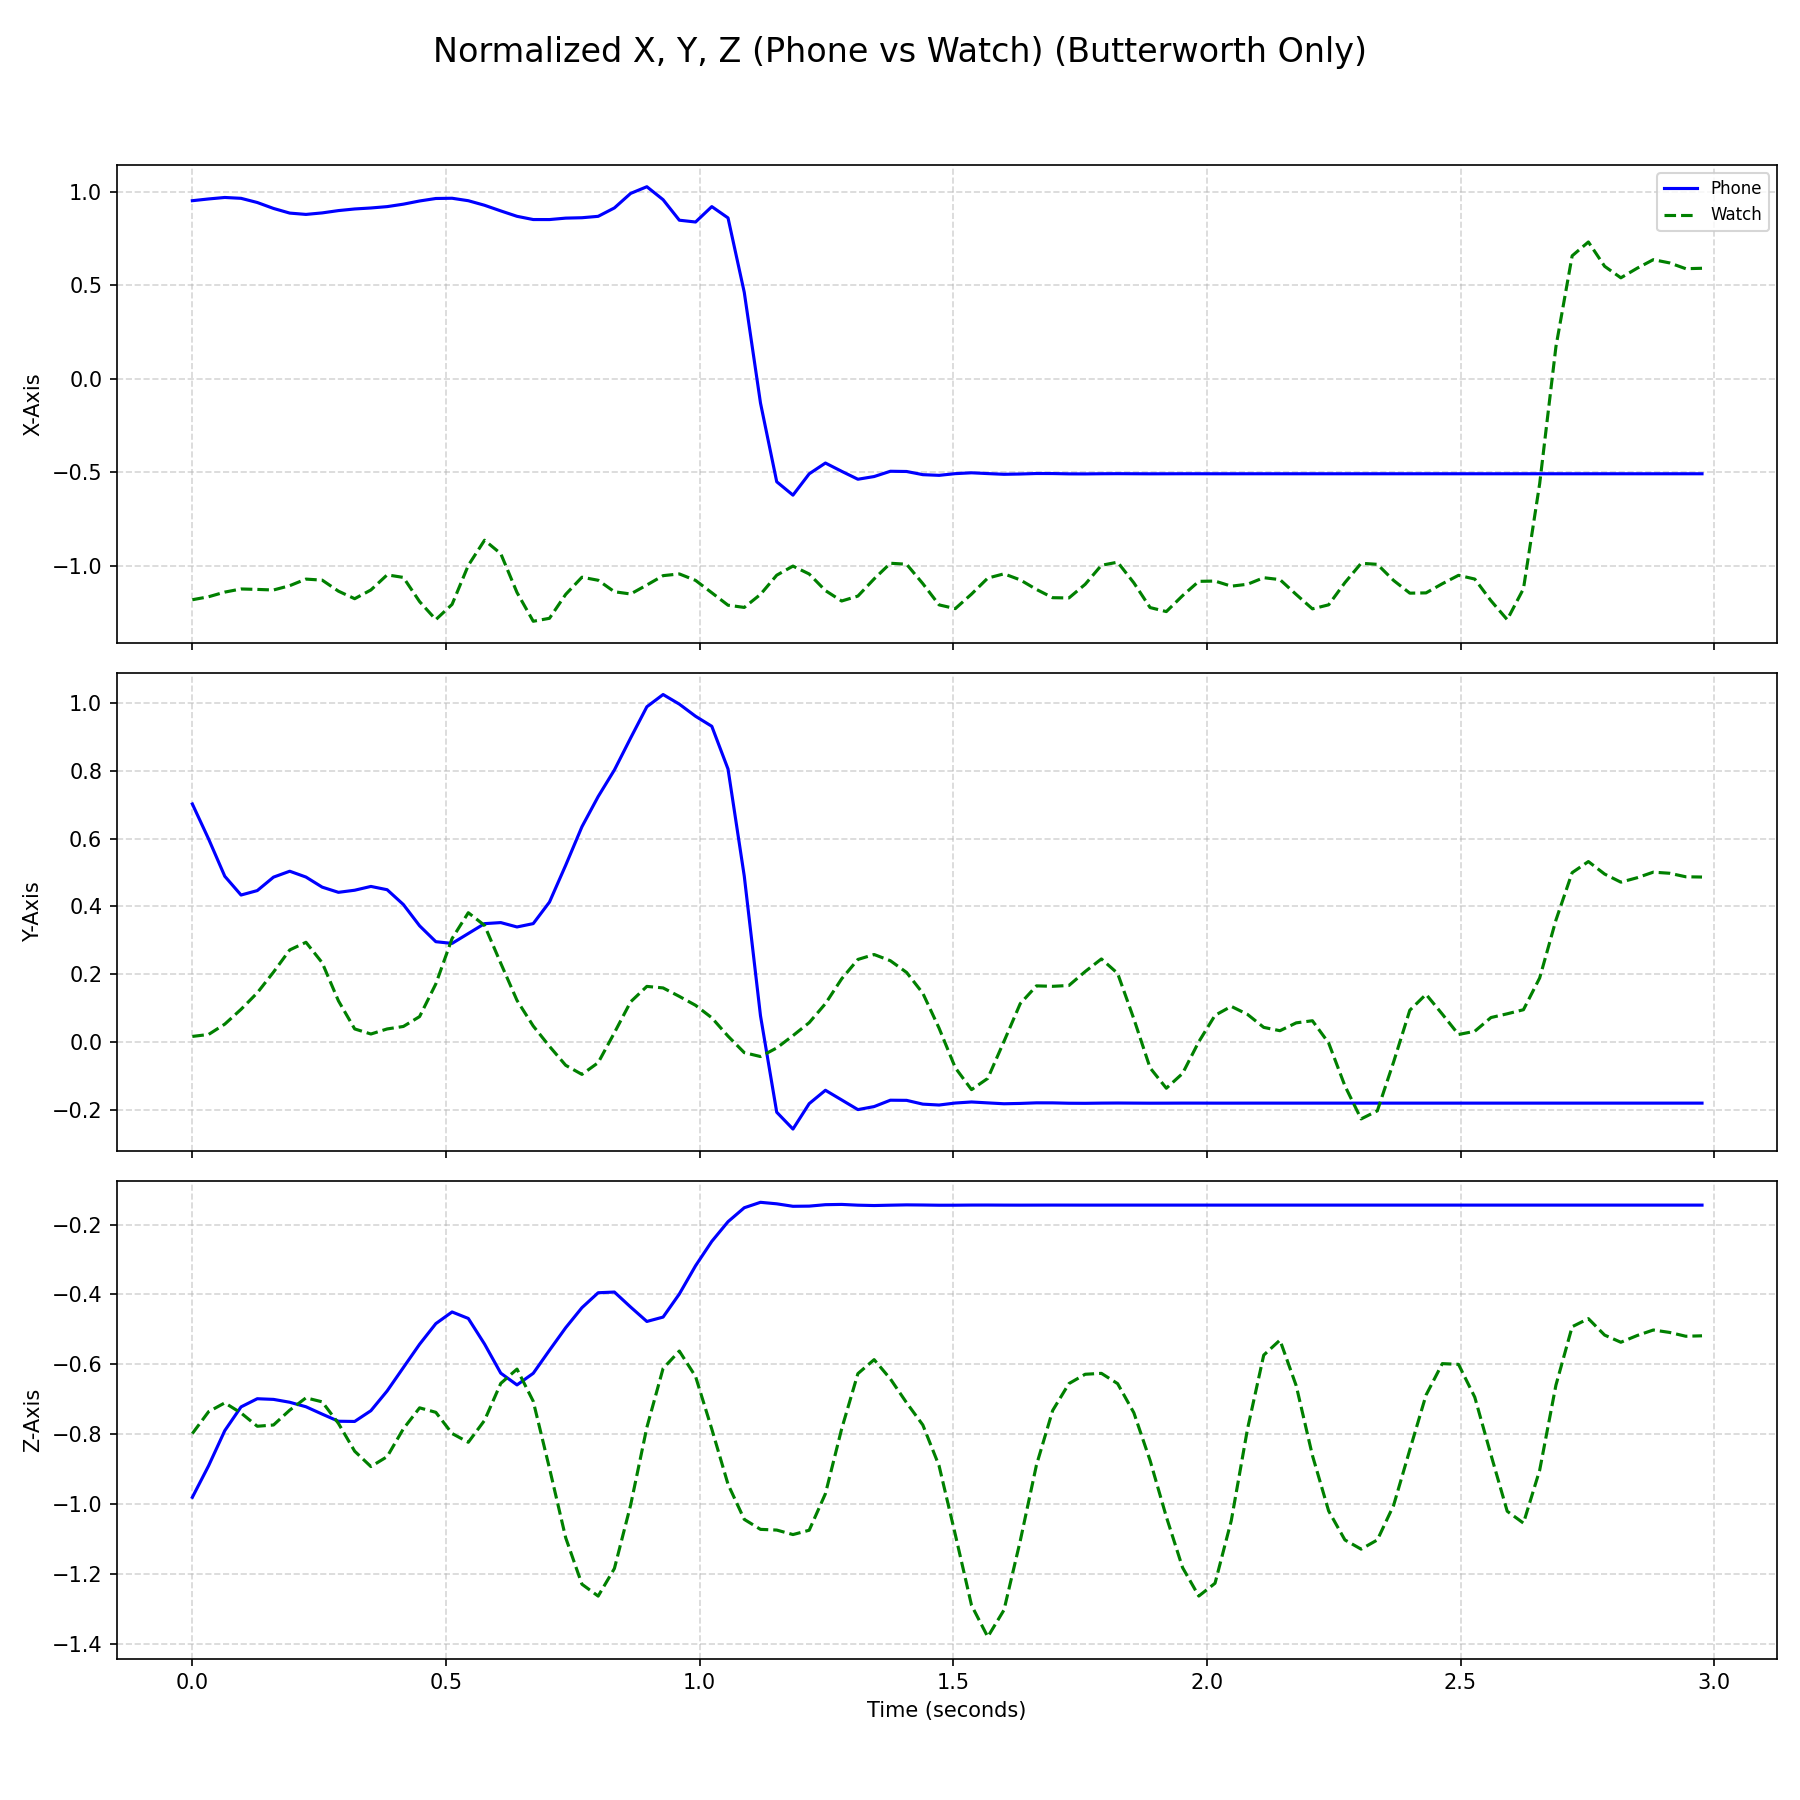 Normalized X, Y, Z (Phone vs Watch) (Butterworth Only)
Phone
Watch
1.0
0.5
0.0
−0.5
−1.0
X-Axis
1.0
0.8
0.6
0.4
0.2
0.0
−0.2
Y-Axis
−0.2
−0.4
−0.6
−0.8
−1.0
−1.2
−1.4
Z-Axis
0.0 0.5 1.0 1.5 2.0 2.5 3.0
Time (seconds)